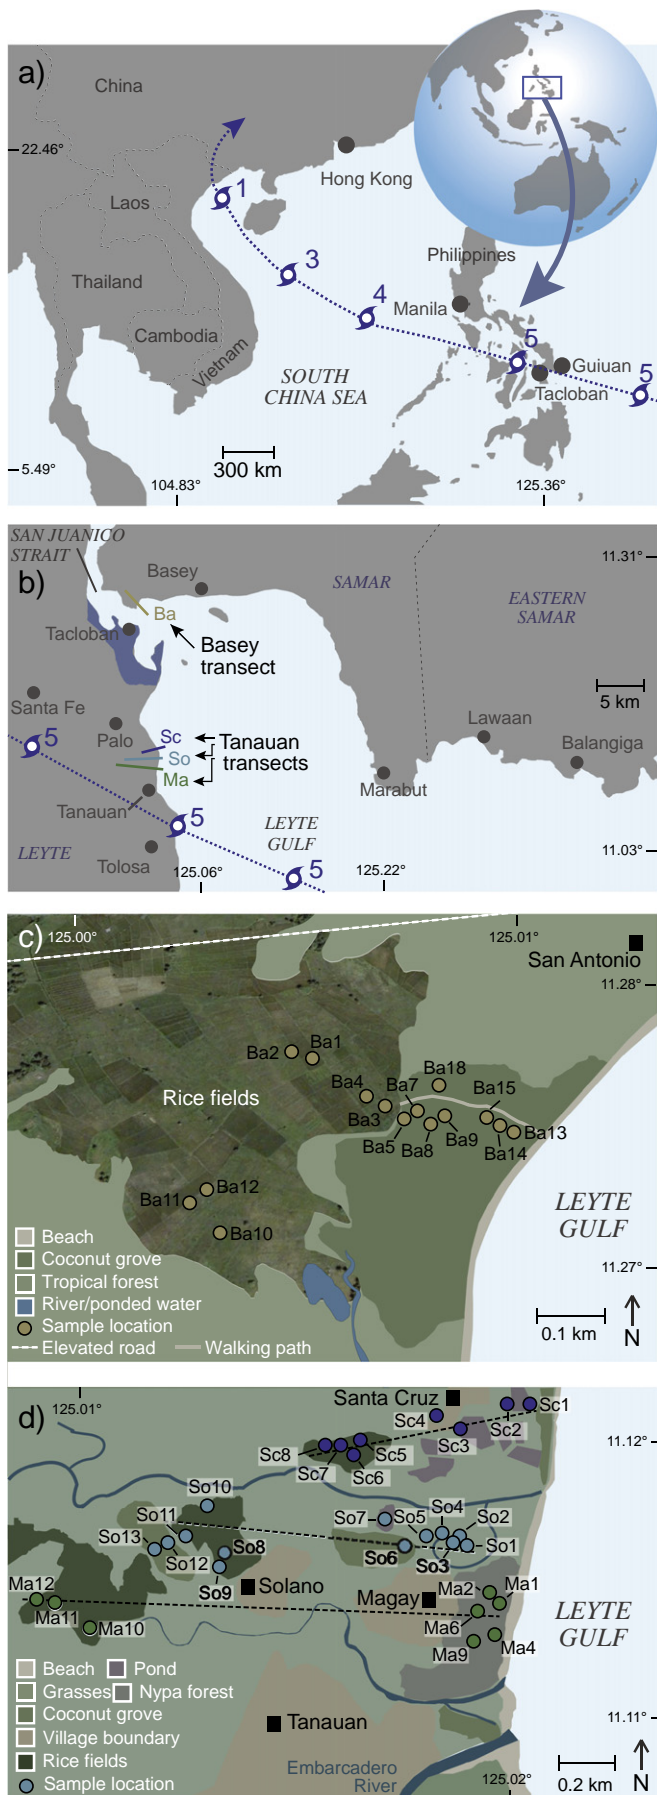 a)
China
22.46°
Hong Kong
Laos
1
Philippines
3
Thailand
4
Manila
Cambodia
5
Guiuan
Vietnam
SOUTH
CHINA SEA
5
Tacloban
300 km
5.49°
104.83°
125.36°
b)
SAN JUANICO
STRAIT
11.31°
Basey
SAMAR
EASTERN
SAMAR
Ba
Tacloban
Basey
transect
5 km
Santa Fe
Lawaan
5
Palo
Sc
So
Ma
Tanauan
transects
Balangiga
Marabut
Tanauan
5
LEYTE
GULF
LEYTE
Tolosa
11.03°
5
125.06°
125.22°
c)
125.00°
125.01°
San Antonio
11.28°
Ba2
Ba1
Ba18
Ba4
Ba7
Ba15
Rice fields
Ba3
Ba5
Ba8
Ba9
Ba13
Ba14
Ba12
Ba11
Ba10
LEYTE
GULF
Beach
Coconut grove
Tropical forest
River/ponded water
Sample location
Elevated road
Walking path
11.27°
0.1 km
N
d)
125.01°
Santa Cruz
Sc1
Sc4
Sc2
Sc3
11.12°
Sc8
Sc5
Sc7
Sc6
So10
So11
So7
So5
So4
So2
So13
So12
So8
So6
So3
So1
So9
Solano
Magay
Ma12
Ma2
Ma1
Ma11
Ma6
Ma10
Ma4
Ma9
LEYTE
GULF
Beach
Pond
Grasses
Nypa forest
Coconut grove
Village boundary
Rice fields
Sample location
Tanauan
11.11°
Embarcadero
River
125.02°
0.2 km
N